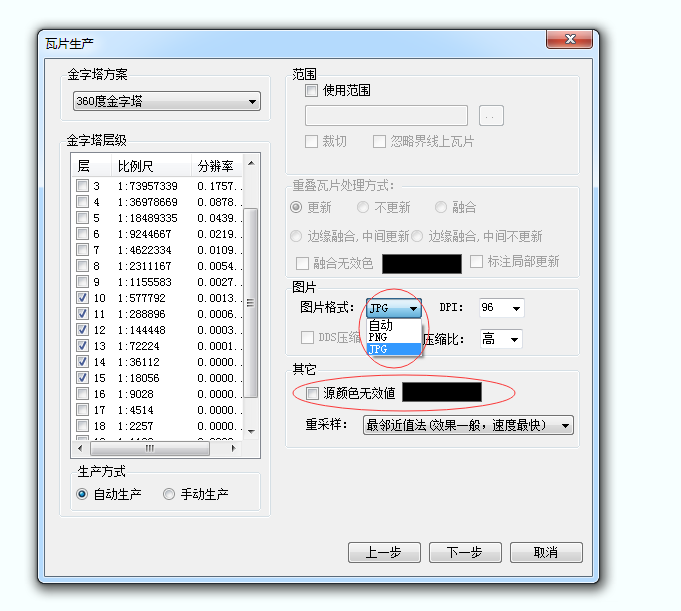 瓦片生产
金字塔方案
360度金字塔
金字塔层级
层 比例尺 分辨率
3 1:73957339 0.1757..
4 1:36978669 0.0878..
5 1:18489335 0.0439..
6 1:9244667 0.0219..
7 1:4622334 0.0109..
8 1:2311167 0.0054..
9 1:1155583 0.0027..
10 1:577792 0.0013..
11 1:288896 0.0006..
12 1:144448 0.0003..
13 1:72224 0.0001..
14 1:36112 0.0000..
15 1:18056 0.0000..
16 1:9028 0.0000..
17 1:4514 0.0000..
18 1:2257 0.0000..
生产方式
自动生产 手动生产
范围
使用范围
..
裁切 忽略界线上瓦片
重叠瓦片处理方式:
更新 不更新 融合
边缘融合,中间更新 边缘融合,中间不更新
融合无效色 标注局部更新
图片
图片格式: JPG DPI: 96
自动
PNG
JPG
DDS压缩 压缩比: 高
其它
源颜色无效值
重采样: 最邻近值法(效果一般，速度最快)
上一步 下一步 取消